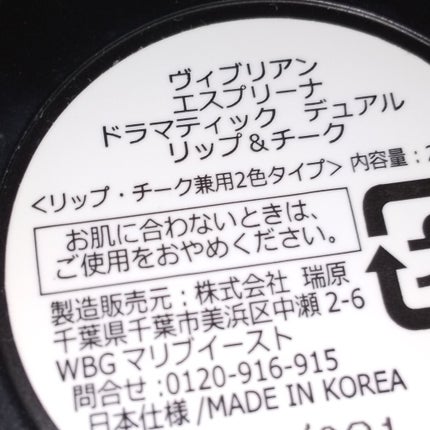 ヴィブリアン
エスプリーナ
ドラマティック　デュアル
リップ＆チーク
<リップ・チーク兼用2色タイプ> 内容量：
お肌に合わないときは、
ご使用をおやめください。
製造販売元：株式会社 瑞原
千葉県千葉市美浜区中瀬 2-6
WBG マリブイースト
問合せ:0120-916-915
日本仕様 /MADE IN KOREA